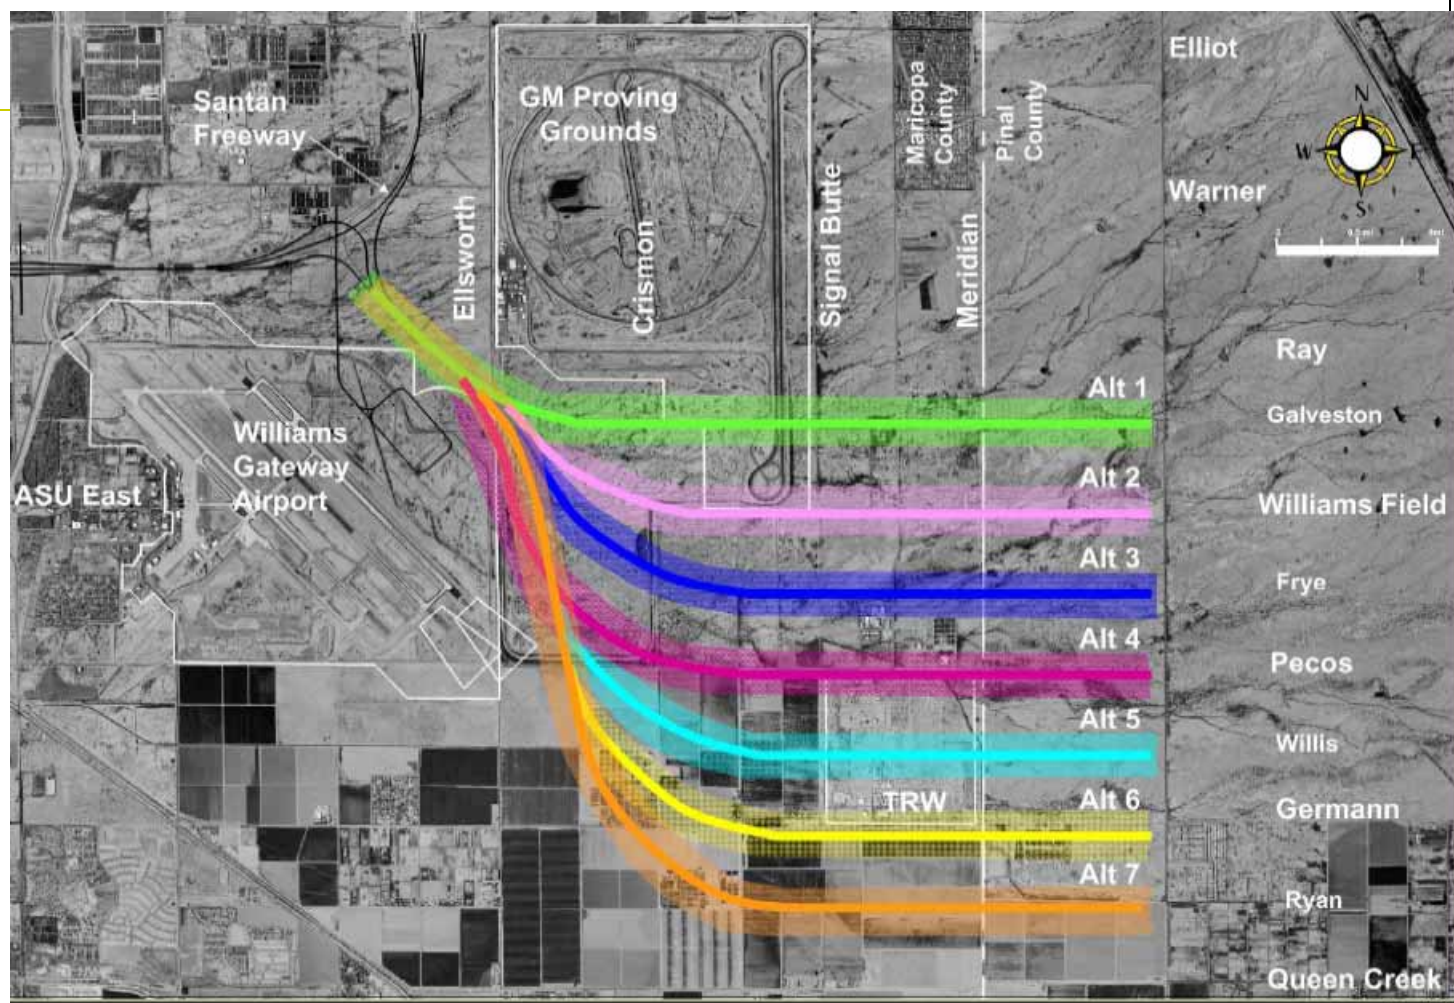 Elliot
Santan
Freeway
GM Proving
Grounds
Maricopa
County
Pinal
County
N
W
S
Warner
Ellsworth
Crismon
Signal Butte
Meridian
Ray
Alt 1
Galveston
Williams
Gateway
Airport
ASU East
Alt 2
Williams Field
Alt 3
Frye
Alt 4
Pecos
Alt 5
Willis
Alt 6
TRW
Germann
Alt 7
Ryan
Queen Creek